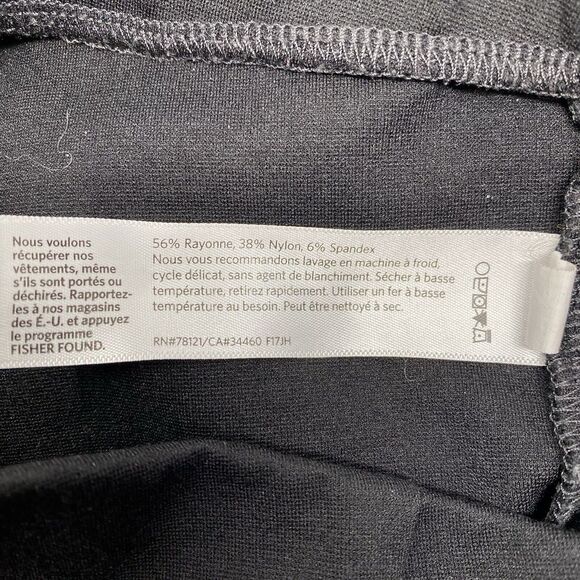 Nous voulons
récupérer nos
vêtements, même
s'ils sont portés ou
déchirés. Rapportez-
les à nos magasins
des É.-U. et appuyez
le programme
FISHER FOUND.
56% Rayonne, 38% Nylon, 6% Spandex
Nous vous recommandons lavage en machine à froid,
cycle délicat, sans agent de blanchiment. Sécher à basse
température, retirez rapidement. Utiliser un fer à basse
température au besoin. Peut être nettoyé à sec.
RN#78121/CA#34460 F17JH